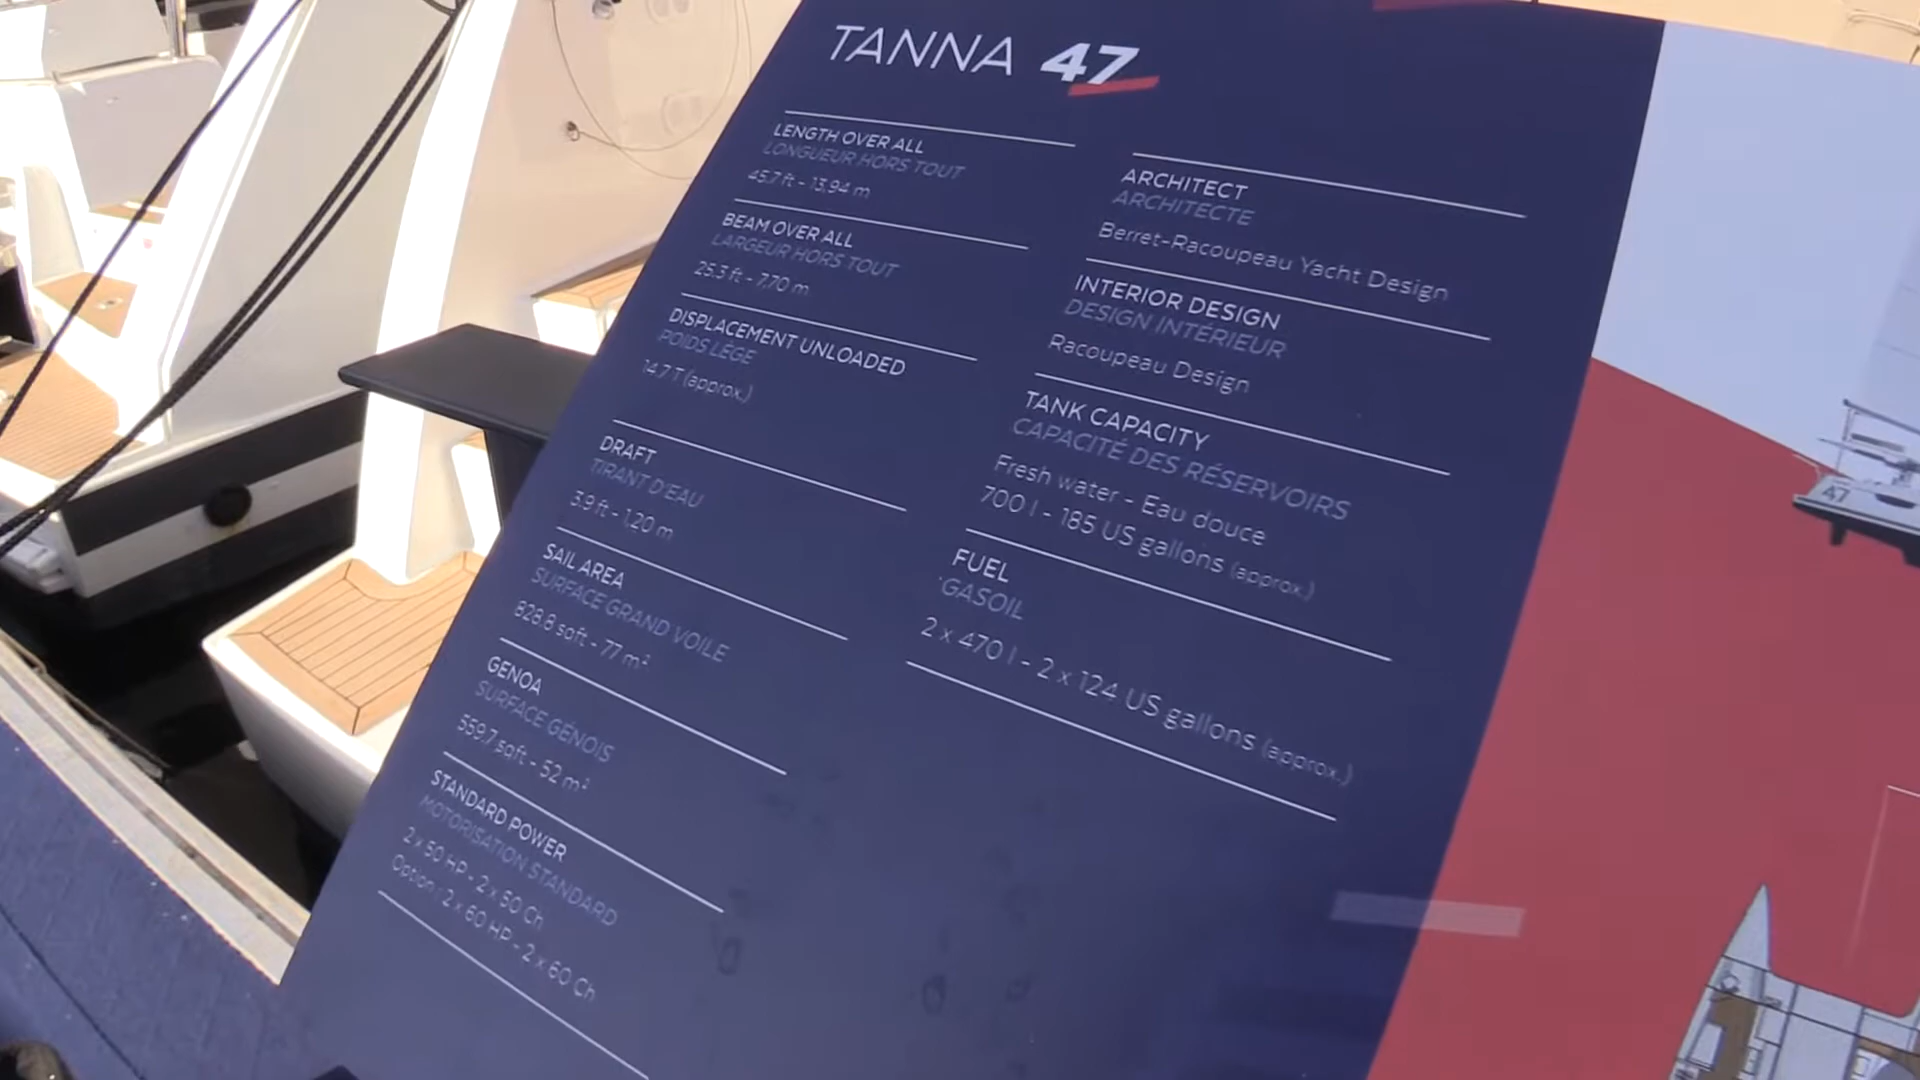 TANNA 47
LENGTH OVER ALL
LONGUEUR HORS TOUT
45.7 ft - 13,94 m
BEAM OVER ALL
LARGEUR HORS TOUT
25.3 ft - 7,70 m
DISPLACEMENT UNLOADED
POIDS LÈGE
14.7 T (approx.)
DRAFT
TIRANT D'EAU
3.9 ft - 1,20 m
SAIL AREA
SURFACE GRAND VOILE
828.8 sqft - 77 m²
GENOA
SURFACE GÉNOIS
559.7 sqft - 52 m²
STANDARD POWER
MOTORISATION STANDARD
2 x 50 HP - 2 x 50 Ch
Option : 2 x 60 HP - 2 x 60 Ch
ARCHITECT
ARCHITECTE
Berret-Racoupeau Yacht Design
INTERIOR DESIGN
DESIGN INTÉRIEUR
Racoupeau Design
TANK CAPACITY
CAPACITÉ DES RÉSERVOIRS
Fresh water - Eau douce
700 l - 185 US gallons (approx.)
FUEL
GASOIL
2 x 470 l - 2 x 124 US gallons (approx.)
47